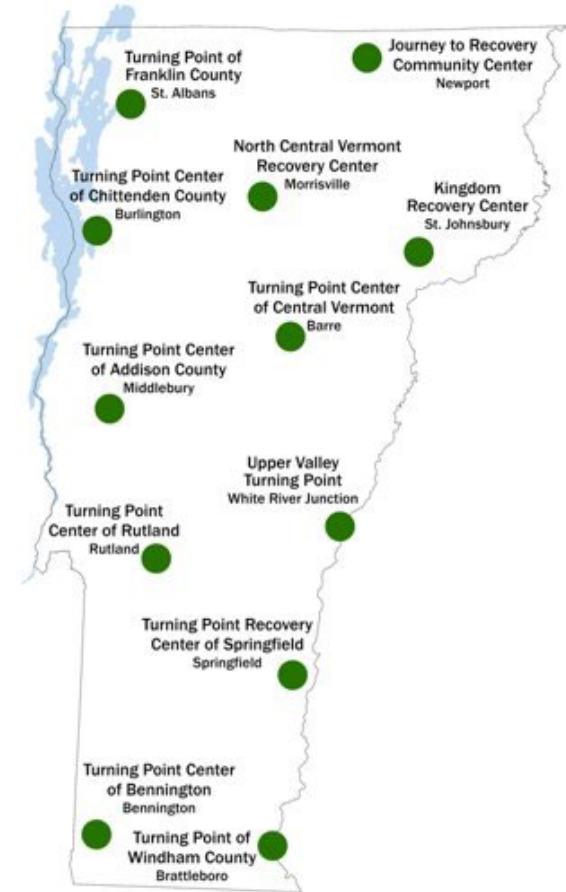 Turning Point of
Franklin County
St. Albans
Journey to Recovery
Community Center
Newport
North Central Vermont
Recovery Center
Morrisville
Turning Point Center
of Chittenden County
Burlington
Kingdom
Recovery Center
St. Johnsbury
Turning Point Center
of Central Vermont
Barre
Turning Point Center
of Addison County
Middlebury
Upper Valley
Turning Point
White River Junction
Turning Point
Center of Rutland
Rutland
Turning Point Recovery
Center of Springfield
Springfield
Turning Point Center
of Bennington
Bennington
Turning Point of
Windham County
Brattleboro